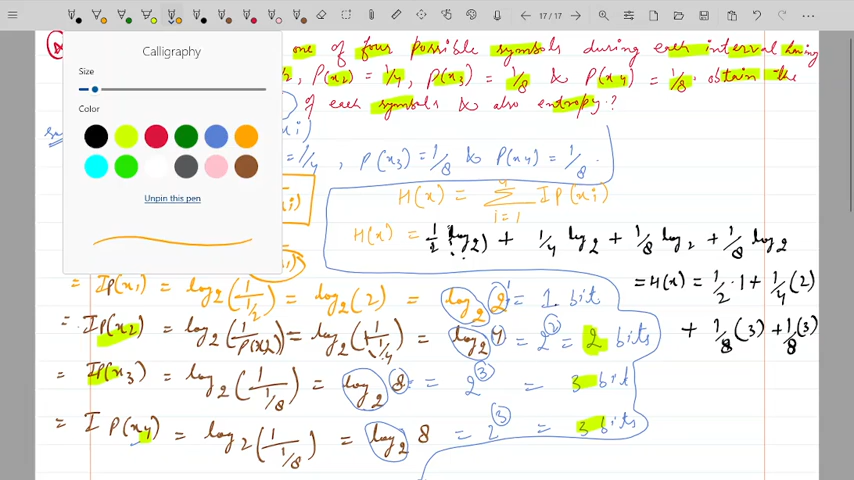 17 / 17
one of four possible symbols during each interval having
P(x2) = 1/4, P(x3) = 1/8 & P(x4) = 1/8. obtain the
of each symbols & also entropy.?
xi)
= 1/4 , P(x3) = 1/8 & P(x4) = 1/8.
Calligraphy
Size
Color
Unpin this pen
xi)
H(x) = Σ i=1 IP(xi)
H(x) = 1/2 log2) + 1/4 log2 + 1/8 log2 + 1/8 log2
= H(x) = 1/2 · 1 + 1/4 (2)
+ 1/8 (3) + 1/8 (3)
= IP(x1) = log2 (1/1/2) = log2 (2) = log2 2^1 = 1 bit
= IP(x2) = log2 (1/P(x2)) = log2 (1/1/4) = log2 4 = 2^2 = 2 bits
= IP(x3) = log2 (1/1/8) = log2 8 = 2^3 = 3 bit
= I P(x4) = log2 (1/1/8) = log2 8 = 2^3 = 3 bits